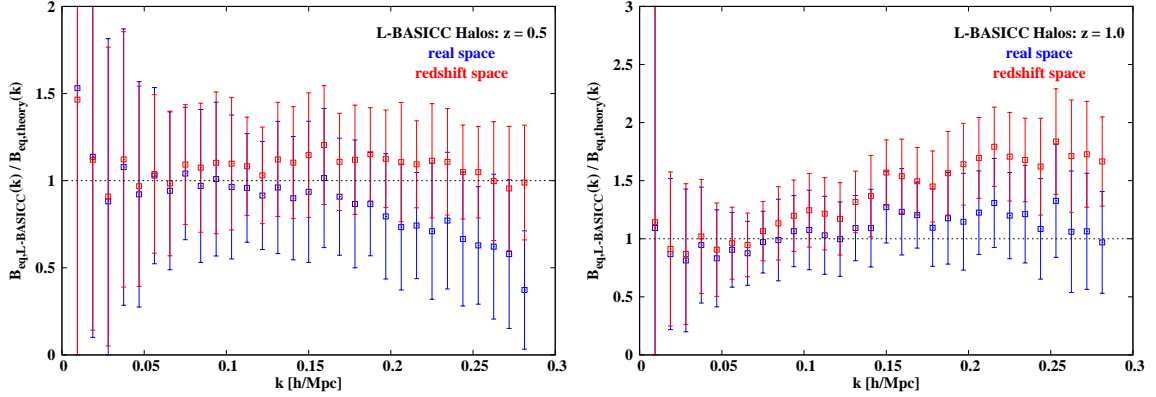 L-BASICC Halos: z = 0.5
real space
redshift space
B_eq,L-BASICC(k) / B_eq,theory(k)
2
1.5
1
0.5
0
0 0.05 0.1 0.15 0.2 0.25 0.3
k [h/Mpc]
L-BASICC Halos: z = 1.0
real space
redshift space
B_eq,L-BASICC(k) / B_eq,theory(k)
3
2.5
2
1.5
1
0.5
0
0 0.05 0.1 0.15 0.2 0.25 0.3
k [h/Mpc]